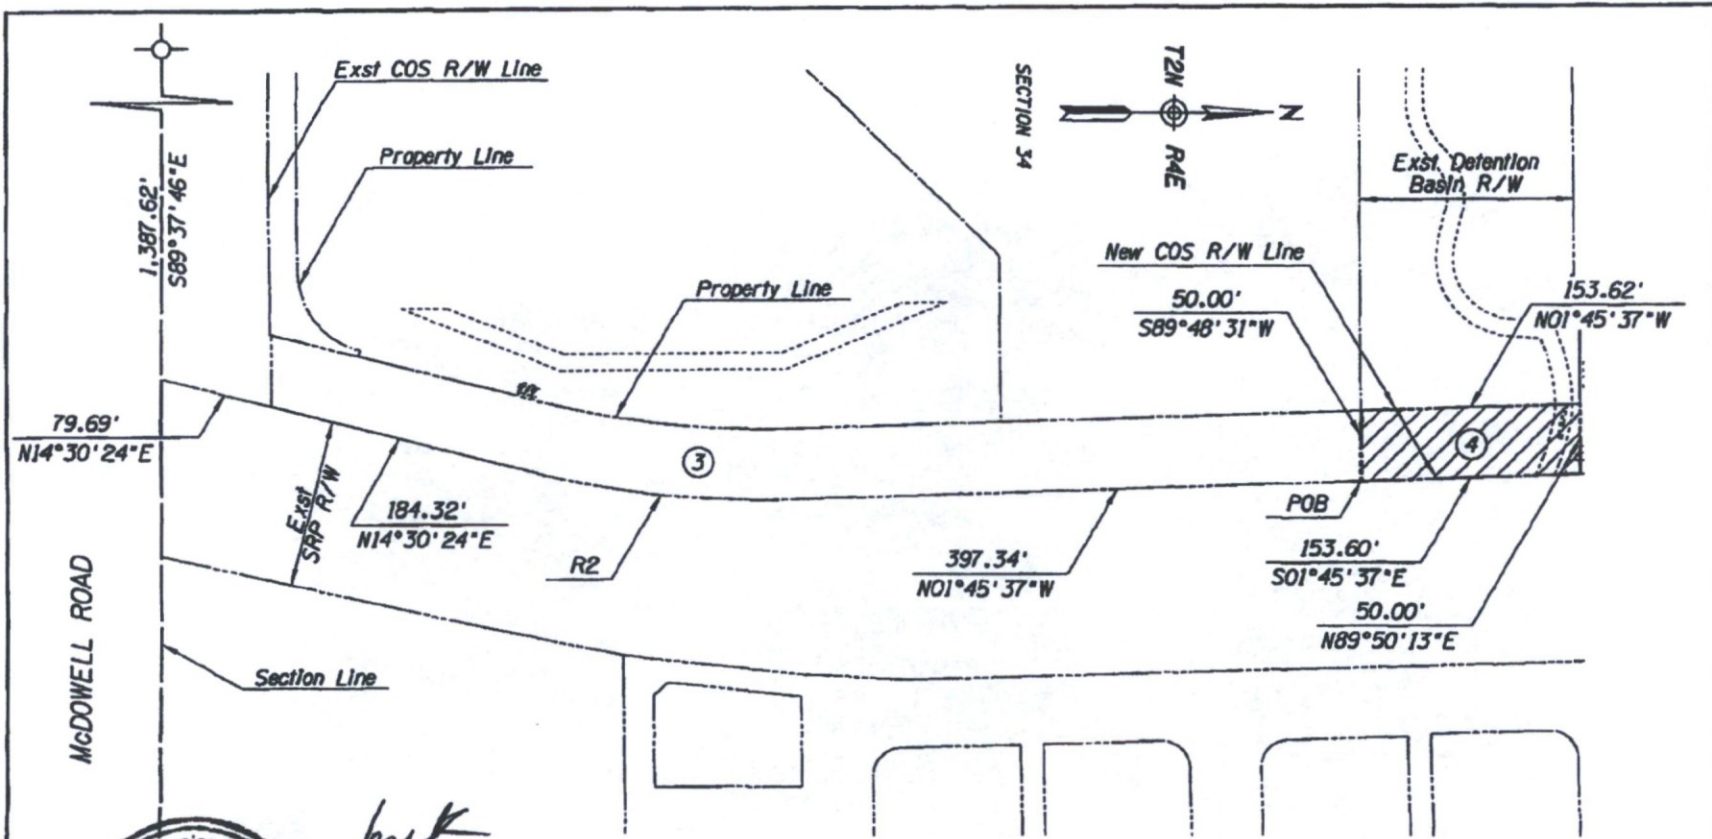 Exst COS R/W Line
Property Line
1,387.62'
S89°37'46"E
SECTION 34
T2N R4E
N
Exst. Detention
Basin R/W
New COS R/W Line
50.00'
S89°48'31"W
153.62'
N01°45'37"W
Property Line
79.69'
N14°30'24"E
Exst
SRP R/W
184.32'
N14°30'24"E
R2
3
4
POB
397.34'
N01°45'37"W
153.60'
S01°45'37"E
50.00'
N89°50'13"E
McDOWELL ROAD
Section Line